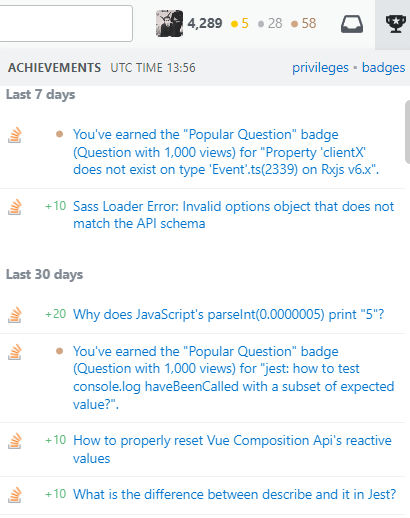 4,289 5 28 58
ACHIEVEMENTS UTC TIME 13:56 privileges • badges
Last 7 days
You've earned the "Popular Question" badge
(Question with 1,000 views) for "Property 'clientX'
does not exist on type 'Event'.ts(2339) on Rxjs v6.x".
+10 Sass Loader Error: Invalid options object that does not
match the API schema
Last 30 days
+20 Why does JavaScript's parseInt(0.0000005) print "5"?
You've earned the "Popular Question" badge
(Question with 1,000 views) for "jest: how to test
console.log haveBeenCalled with a subset of expected
value?".
+10 How to properly reset Vue Composition Api's reactive
values
+10 What is the difference between describe and it in Jest?